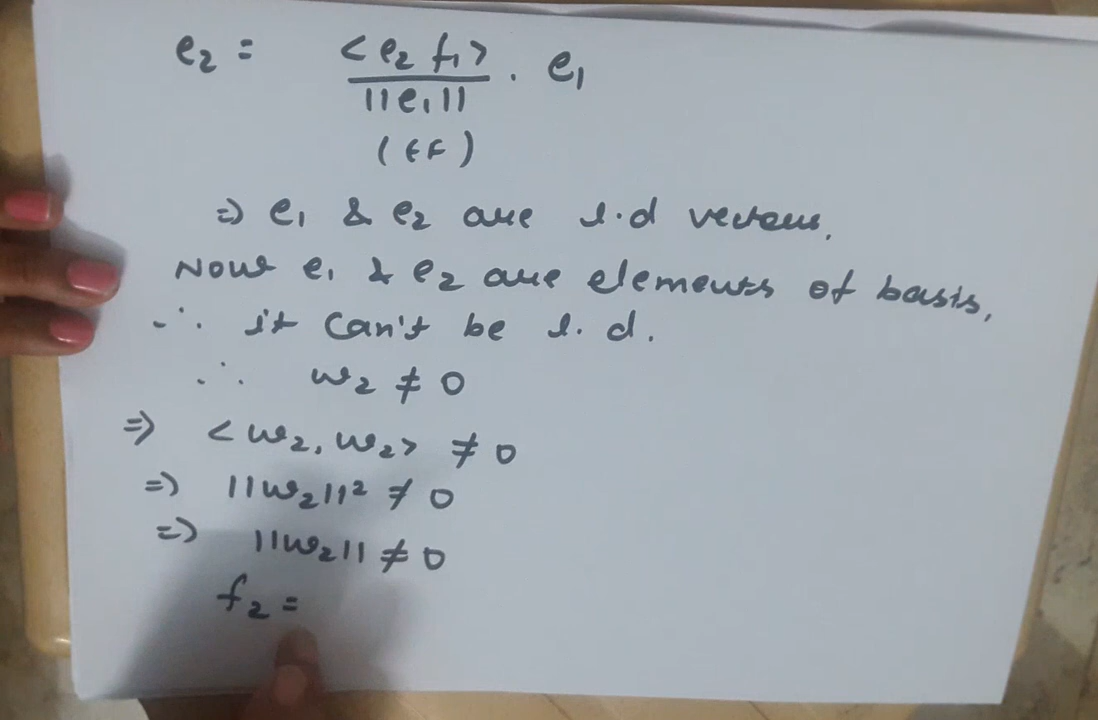 e₂ = <e₂ f₁> / ||e₁|| . e₁
(∈F)
=> e₁ & e₂ are l.d vectors.
Now e₁ & e₂ are elements of basis,
∴ it can't be l.d.
∴ w₂ ≠ 0
=> <w₂, w₂> ≠ 0
=> ||w₂||² ≠ 0
=> ||w₂|| ≠ 0
f₂ =